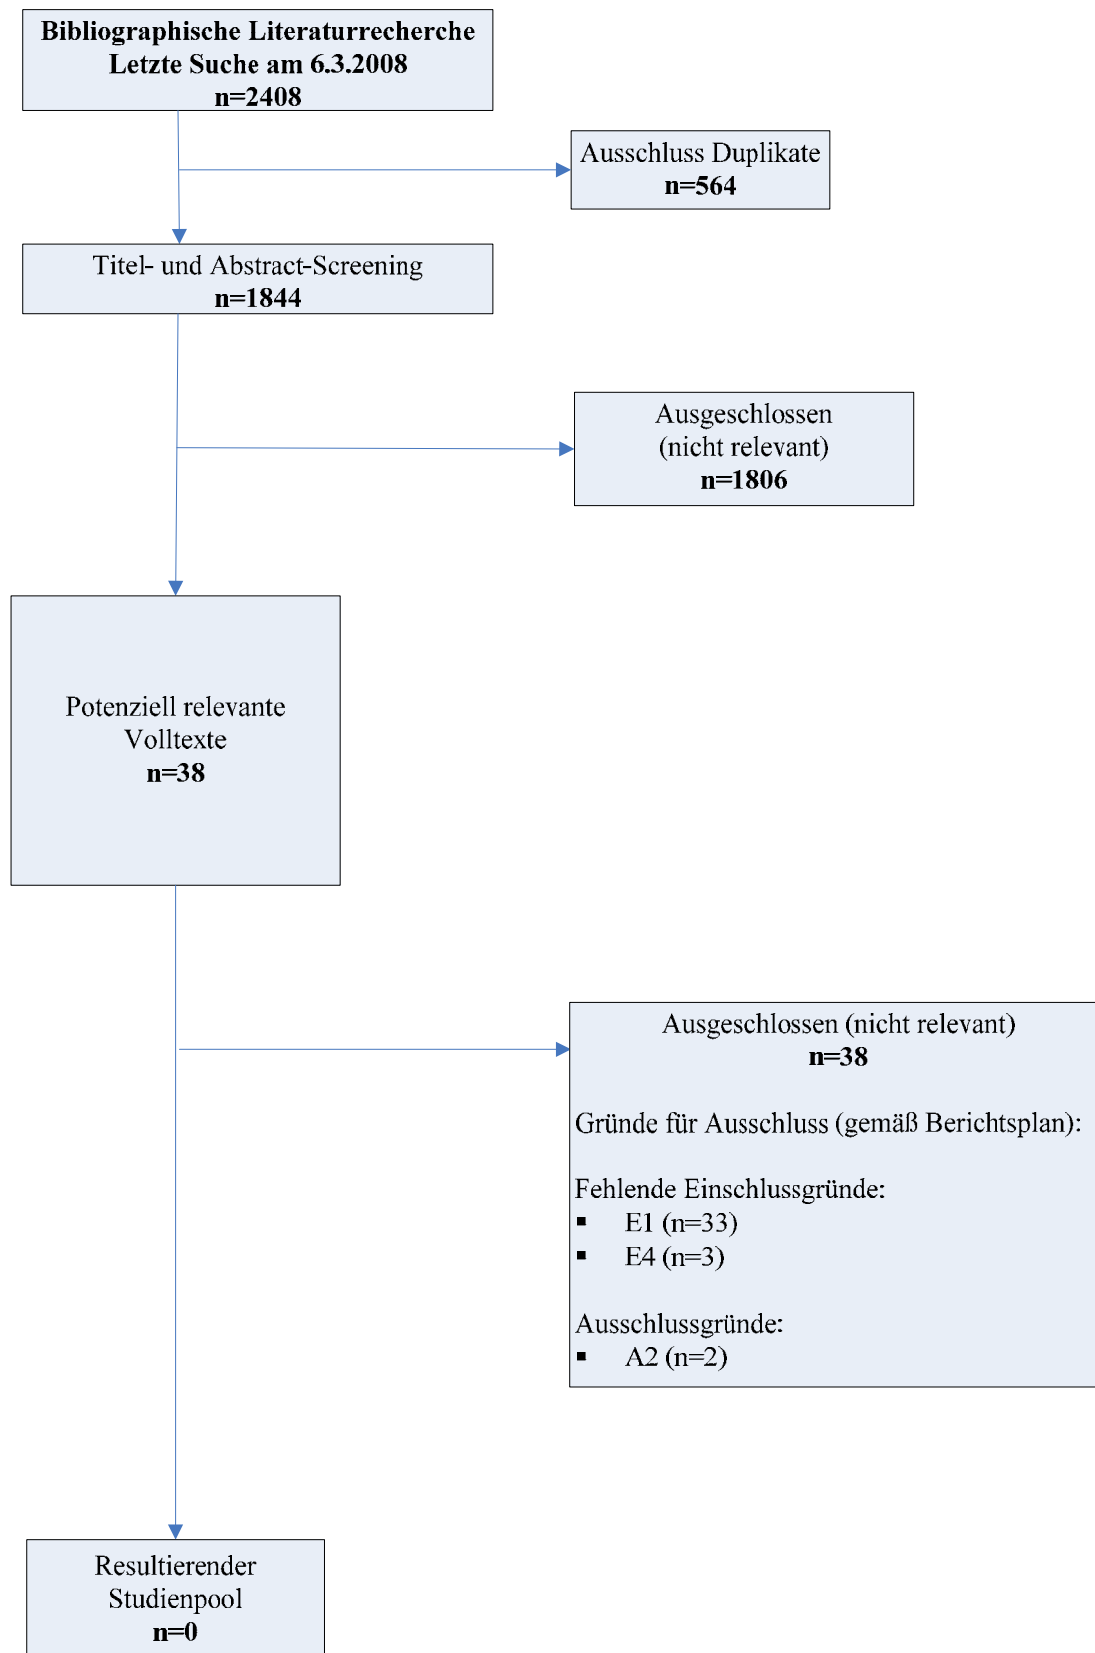 Bibliographische Literaturrecherche
Letzte Suche am 6.3.2008
n=2408
Ausschluss Duplikate
n=564
Titel- und Abstract-Screening
n=1844
Ausgeschlossen
(nicht relevant)
n=1806
Potenziell relevante
Volltexte
n=38
Ausgeschlossen (nicht relevant)
n=38
Gründe für Ausschluss (gemäß Berichtsplan):
Fehlende Einschlussgründe:
▪ E1 (n=33)
▪ E4 (n=3)
Ausschlussgründe:
▪ A2 (n=2)
Resultierender
Studienpool
n=0